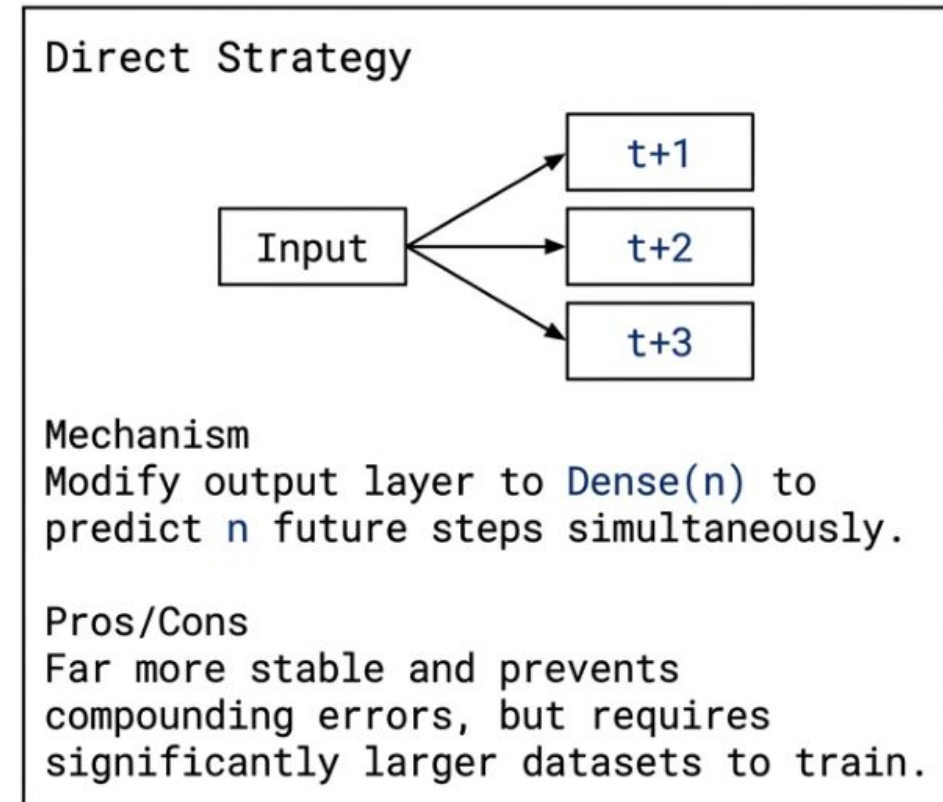 Direct Strategy
t+1
Input
t+2
t+3
Mechanism
Modify output layer to Dense(n) to
predict n future steps simultaneously.
Pros/Cons
Far more stable and prevents
compounding errors, but requires
significantly larger datasets to train.